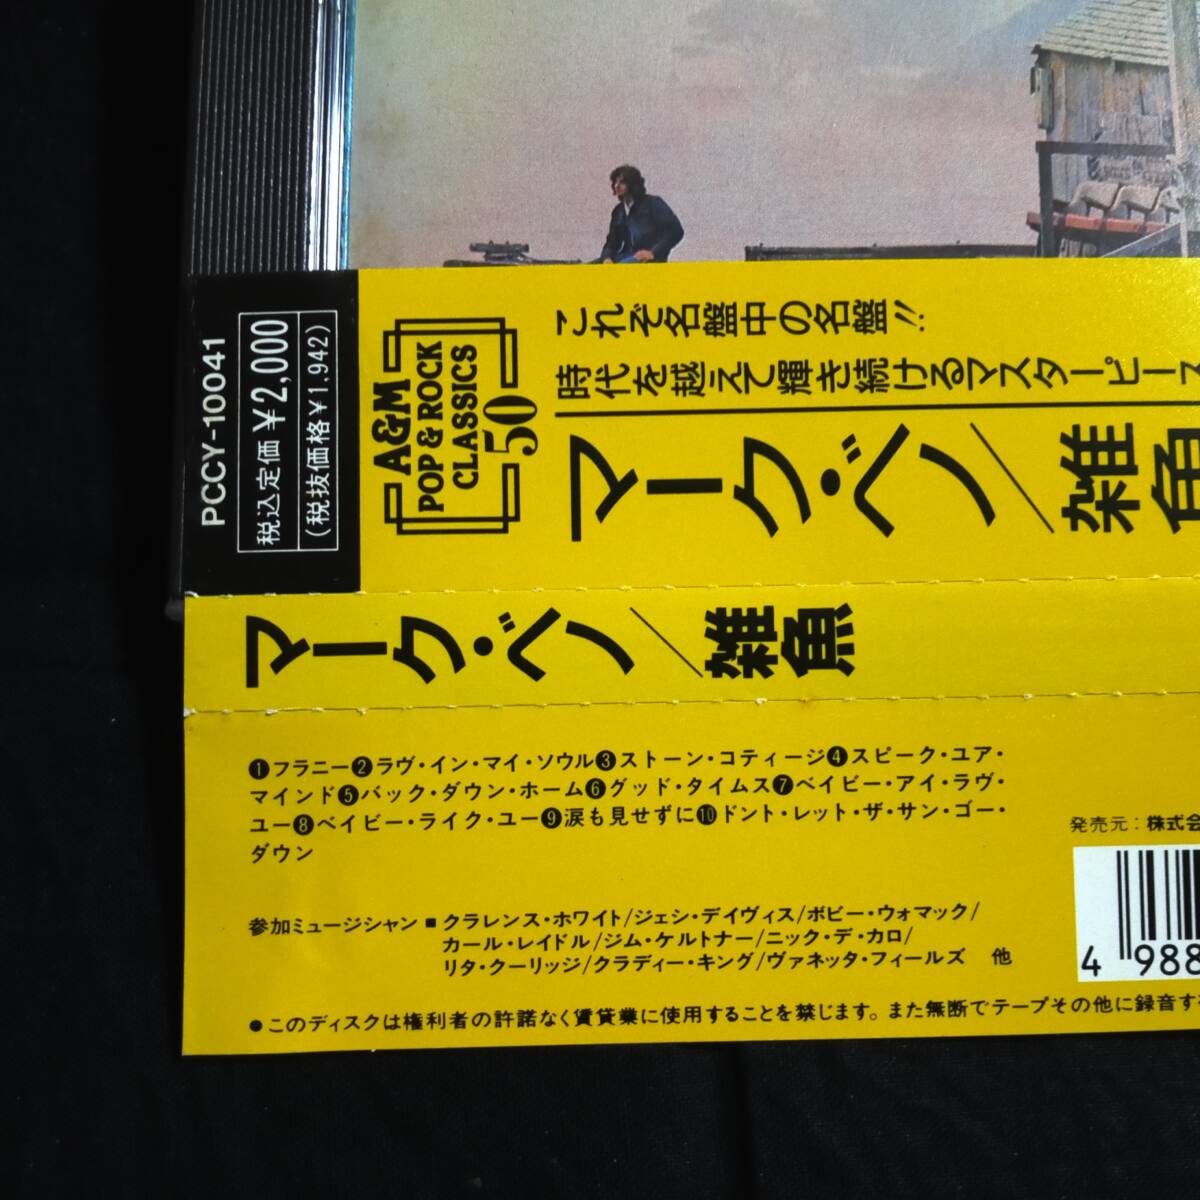 PCCY-10041
税込定価¥2,000
(税抜価格¥1,942)
A&M
POP & ROCK
CLASSICS
50
これぞ名盤中の名盤!!
時代を越えて輝き続けるマスターピース
マーク・ベノ/雑魚
マーク・ベノ/雑魚
❶フラニー❷ラヴ・イン・マイ・ソウル❸ストーン・コティージ❹スピーク・ユア・
マインド❺バック・ダウン・ホーム❻グッド・タイムス❼ベイビー・アイ・ラヴ・
ユー❽ベイビー・ライク・ユー❾涙も見せずに❿ドント・レット・ザ・サン・ゴー・
ダウン
発売元:株式会
参加ミュージシャン■クラレンス・ホワイト/ジェシ・デイヴィス/ボビー・ウォマック/
カール・レイドル/ジム・ケルトナー/ニック・デ・カロ/
リタ・クーリッジ/クラディー・キング/ヴァネッタ・フィールズ 他
4 988
●このディスクは権利者の許諾なく賃貸業に使用することを禁じます。また無断でテープその他に録音す